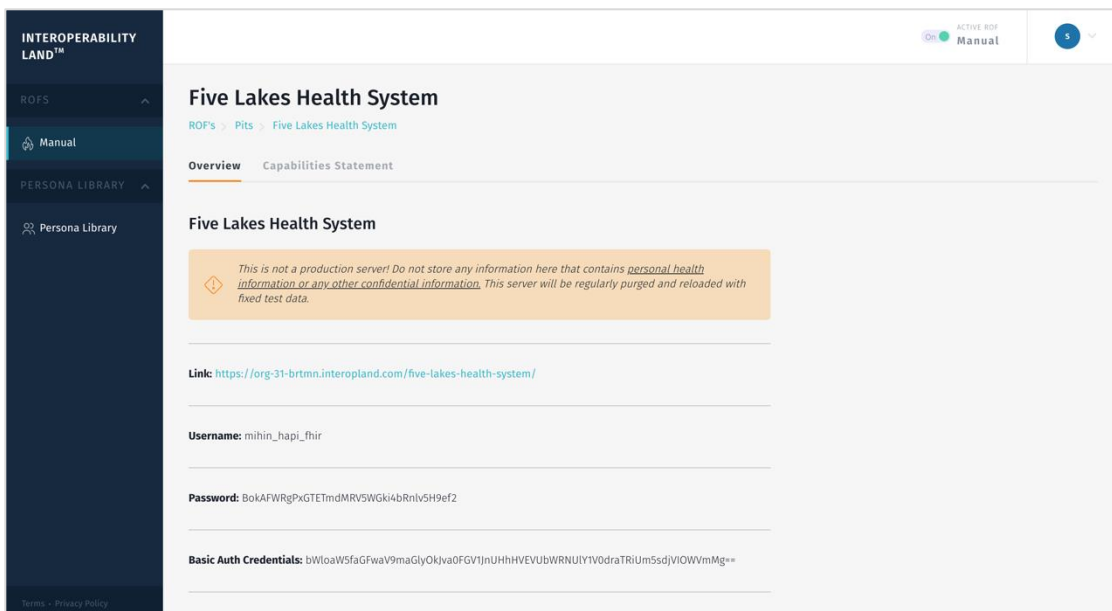 INTEROPERABILITY
LAND™
ROFS
Manual
PERSONA LIBRARY
Persona Library
Terms • Privacy Policy
On
ACTIVE ROF
Manual
S
Five Lakes Health System
ROF's > Pits > Five Lakes Health System
Overview Capabilities Statement
Five Lakes Health System
This is not a production server! Do not store any information here that contains personal health
information or any other confidential information. This server will be regularly purged and reloaded with
fixed test data.
Link: https://org-31-brtmn.interopland.com/five-lakes-health-system/
Username: mihin_hapi_fhir
Password: BokAFWRgPxGTETmdMRV5WGki4bRnlv5H9ef2
Basic Auth Credentials: bWloaW5faGFwaV9maGlyOkJva0FGV1JnUHhHVEVUbWRNUlY1V0draTRiUm5sdjVIOWVmMg==